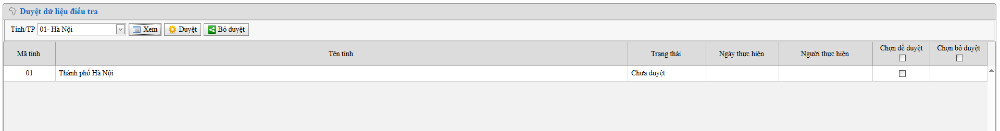 Duyệt dữ liệu điều tra
Tỉnh/TP 01- Hà Nội Xem Duyệt Bỏ duyệt
Mã tỉnh Tên tỉnh Trạng thái Ngày thực hiện Người thực hiện Chọn để duyệt Chọn bỏ duyệt
01 Thành phố Hà Nội Chưa duyệt